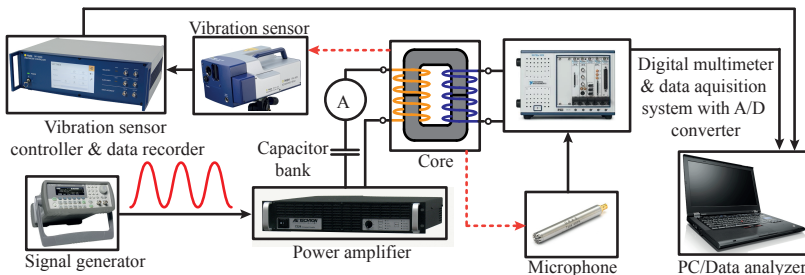 Vibration sensor
Vibration sensor
controller & data recorder
A
Capacitor
bank
Core
Digital multimeter
& data aquisition
system with A/D
converter
Signal generator
Power amplifier
Microphone
PC/Data analyzer